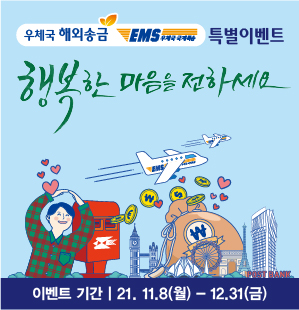 우체국 해외송금 EMS 우체국 국제특송 특별이벤트
행복한 마음을 전하세요
EMS
POST BANK
이벤트 기간 | 21. 11.8(월) – 12.31(금)